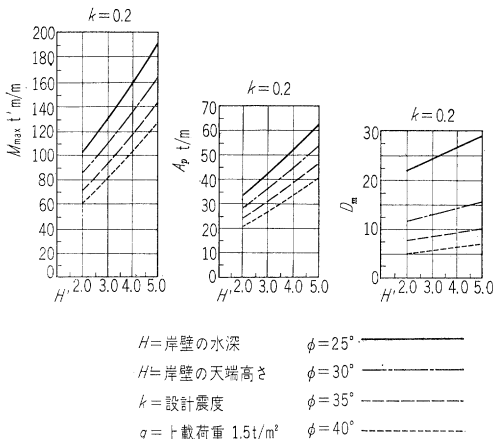 k=0.2
Mmax t'm/m
200
180
160
140
120
100
80
60
40
20
0
H' 2.0 3.0 4.0 5.0
k=0.2
Ap t/m
70
60
50
40
30
20
10
0
H' 2.0 3.0 4.0 5.0
k=0.2
Dm
30
20
10
0
H' 2.0 3.0 4.0 5.0
H=岸壁の水深 φ=25°
H=岸壁の天端高さ φ=30°
k=設計震度 φ=35°
q=上載荷重 1.5t/m² φ=40°